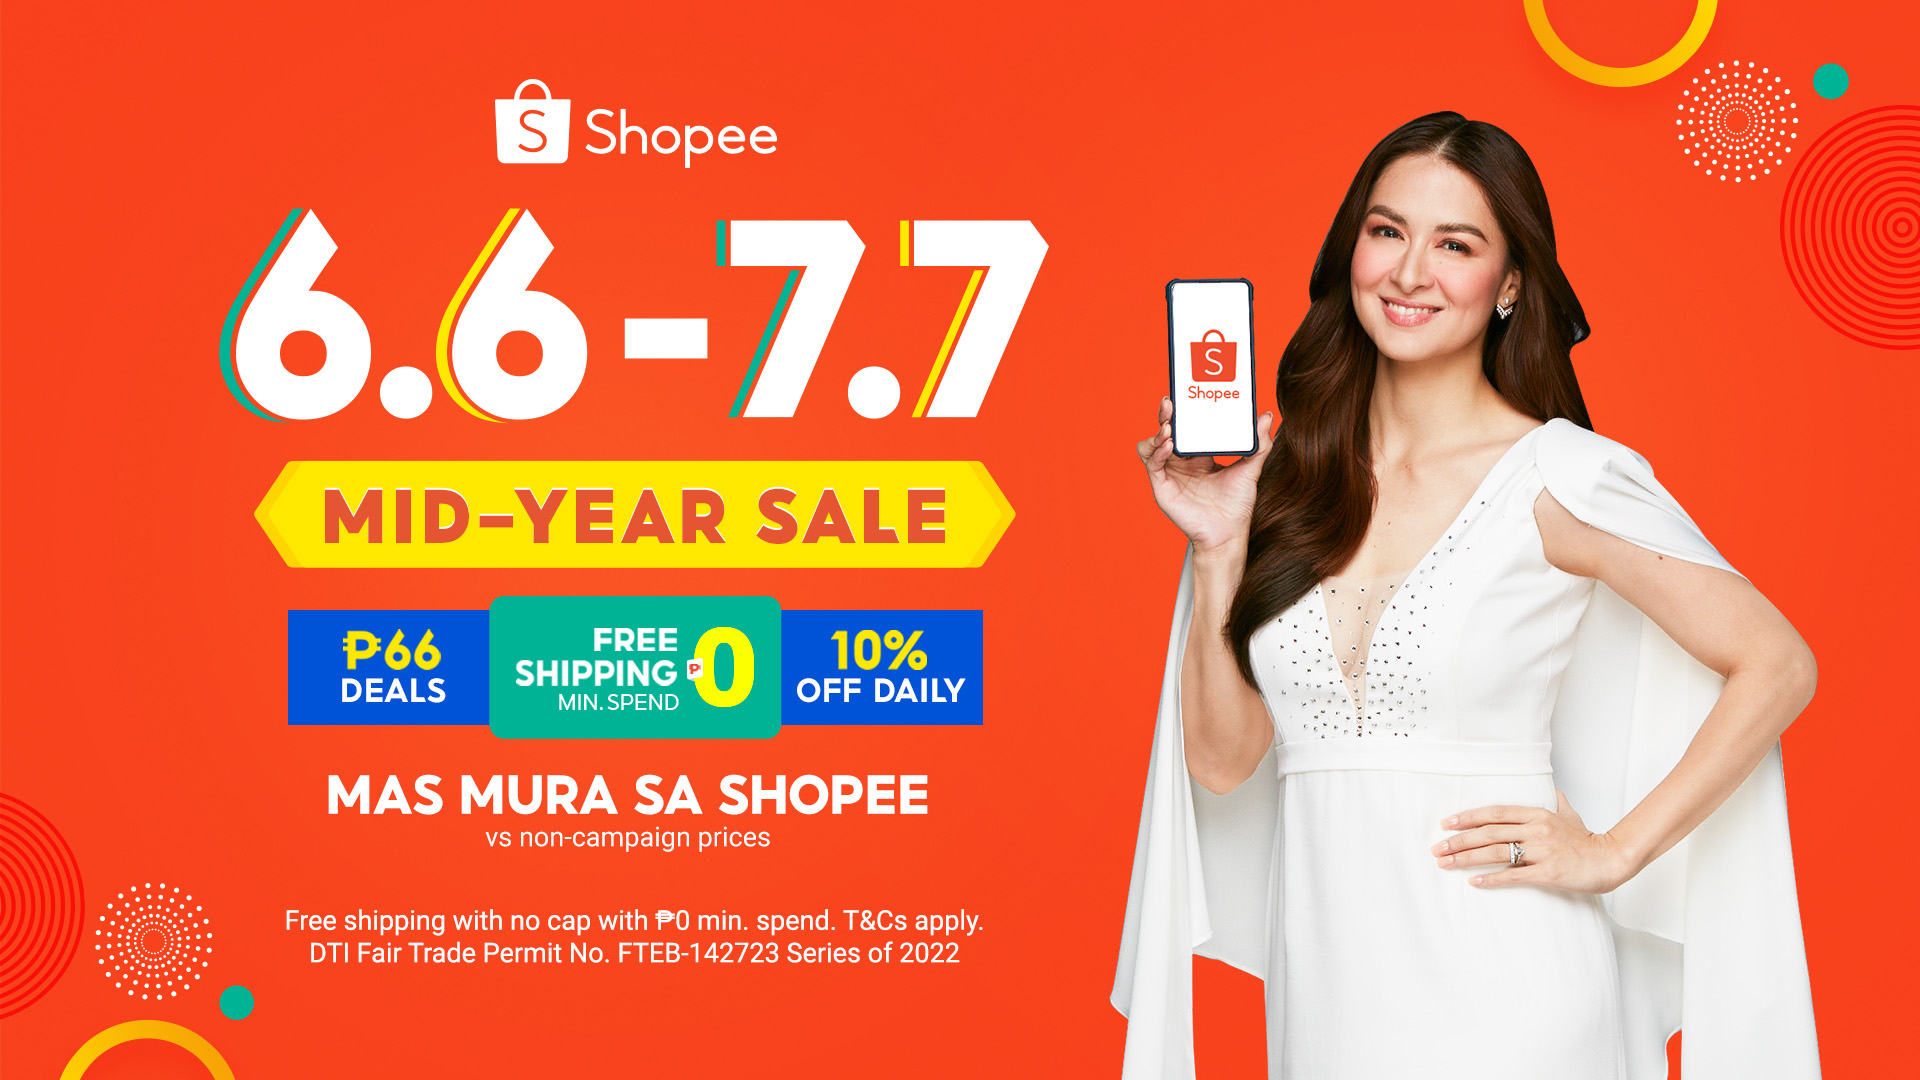 S Shopee
6.6-7.7
MID-YEAR SALE
₱66
DEALS
FREE
SHIPPING
MIN. SPEND
₱0
10%
OFF DAILY
MAS MURA SA SHOPEE
vs non-campaign prices
Free shipping with no cap with ₱0 min. spend. T&Cs apply.
DTI Fair Trade Permit No. FTEB-142723 Series of 2022
S
Shopee